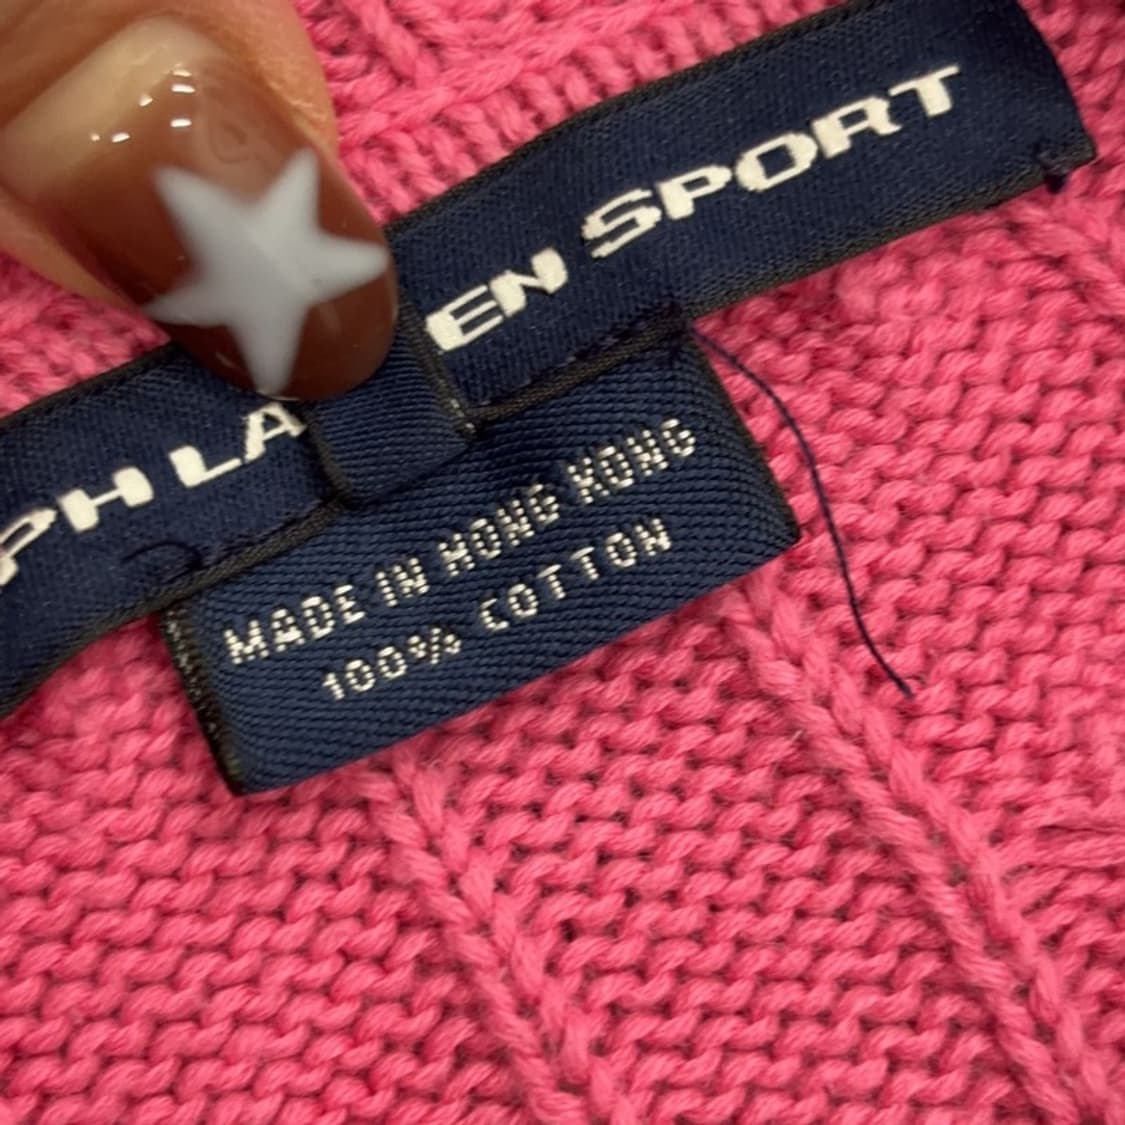 PH LA EN SPORT
MADE IN HONG KONG
100% COTTON